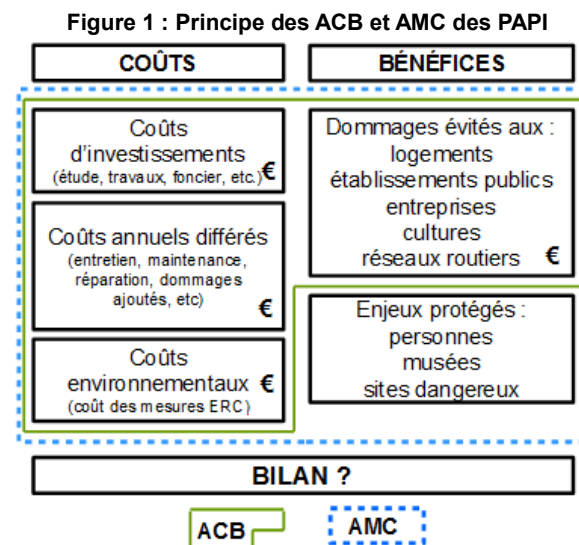 Figure 1 : Principe des ACB et AMC des PAPI
COÛTS
BÉNÉFICES
Coûts
d'investissements
(étude, travaux, foncier, etc.) €
Coûts annuels différés
(entretien, maintenance,
réparation, dommages
ajoutés, etc)
€
Coûts
environnementaux €
(coût des mesures ERC)
Dommages évités aux :
logements
établissements publics
entreprises
cultures
réseaux routiers €
Enjeux protégés :
personnes
musées
sites dangereux
BILAN ?
ACB
AMC